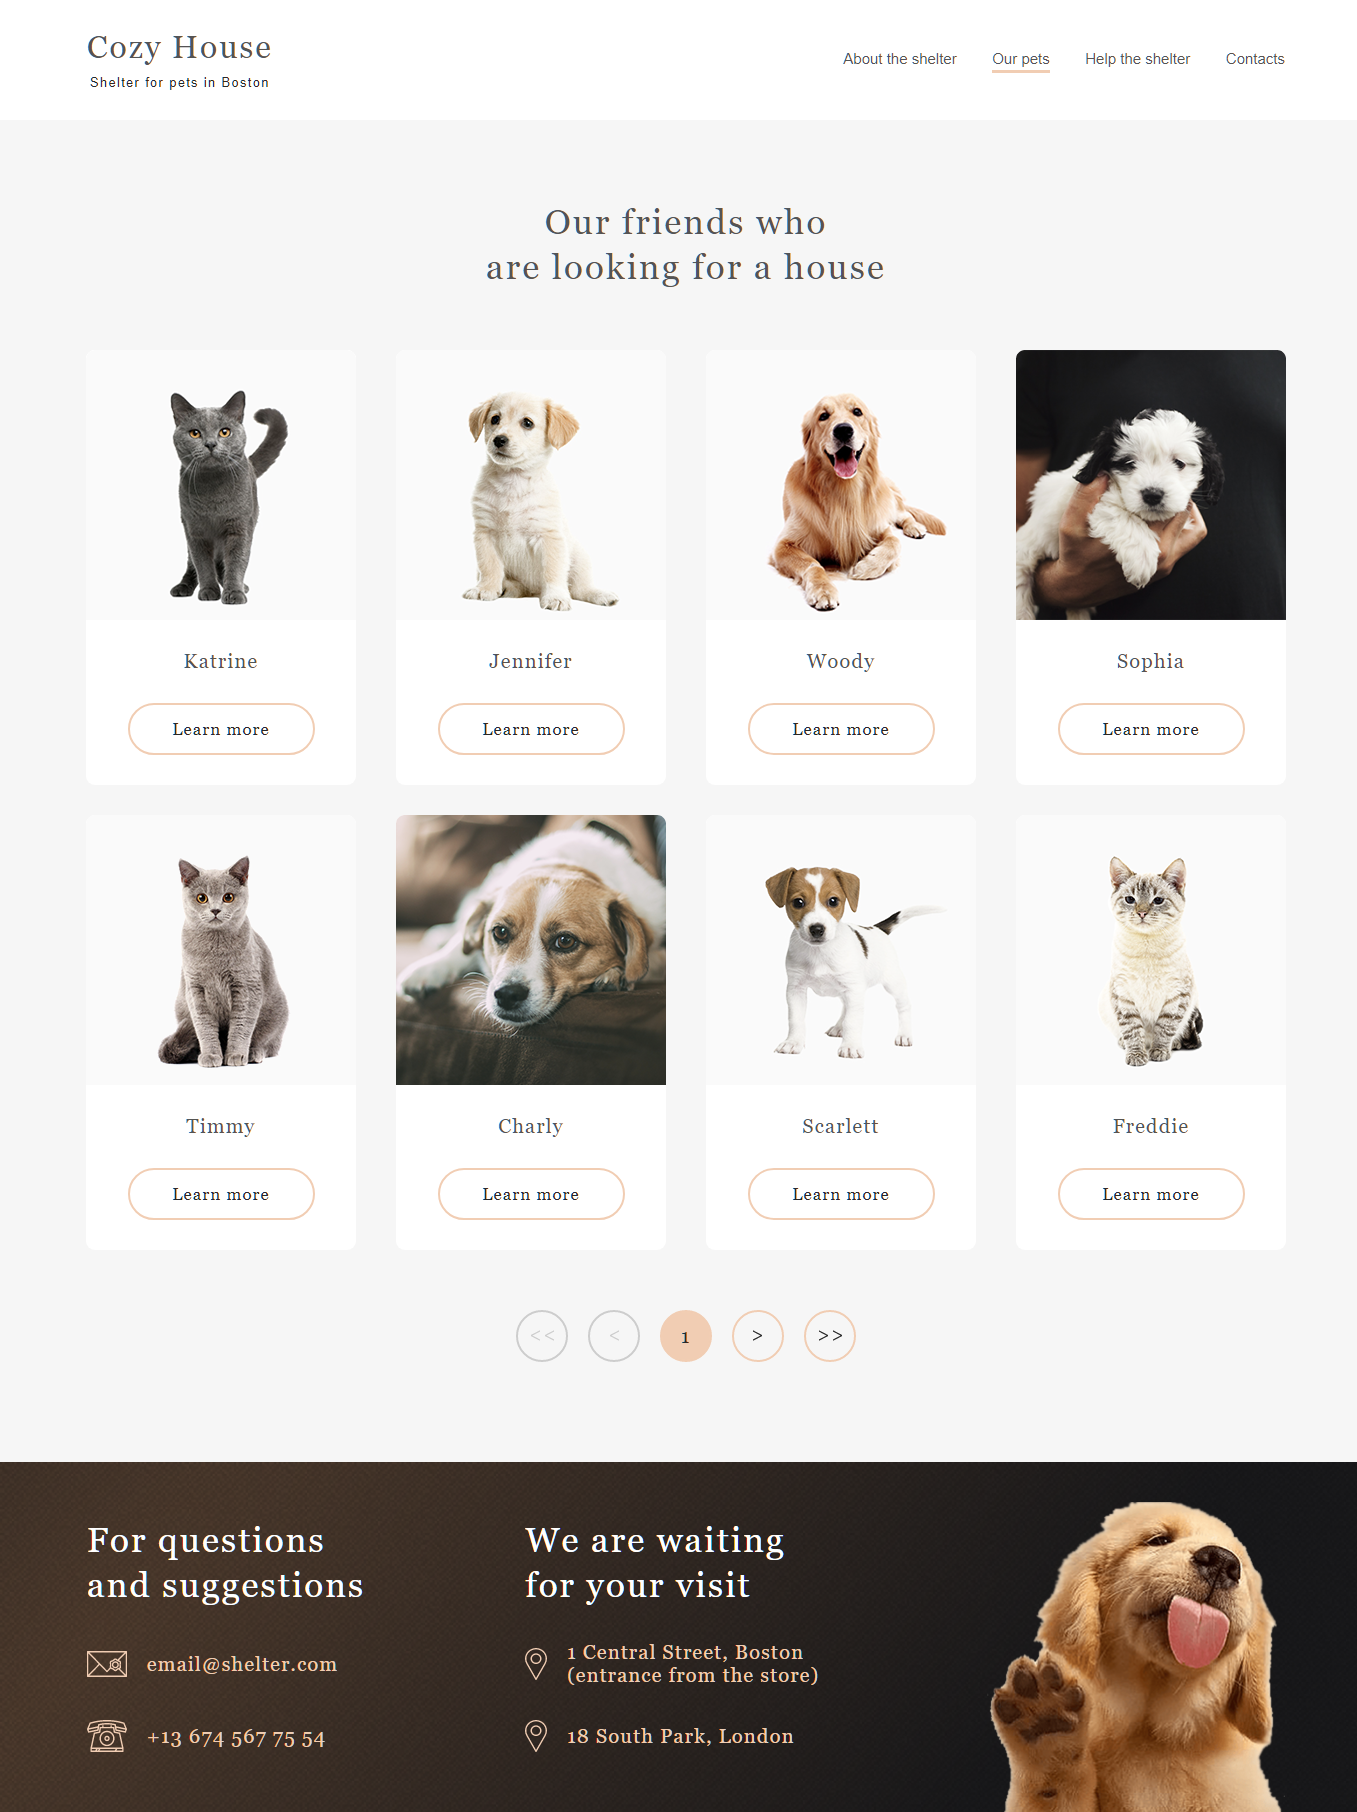 Cozy House
Shelter for pets in Boston
About the shelter
Our pets
Help the shelter
Contacts
Our friends who
are looking for a house
Katrine
Jennifer
Woody
Sophia
Learn more
Learn more
Learn more
Learn more
Timmy
Charly
Scarlett
Freddie
Learn more
Learn more
Learn more
Learn more
<<
<
1
>
>>
For questions
and suggestions
email@shelter.com
+13 674 567 75 54
We are waiting
for your visit
1 Central Street, Boston
(entrance from the store)
18 South Park, London